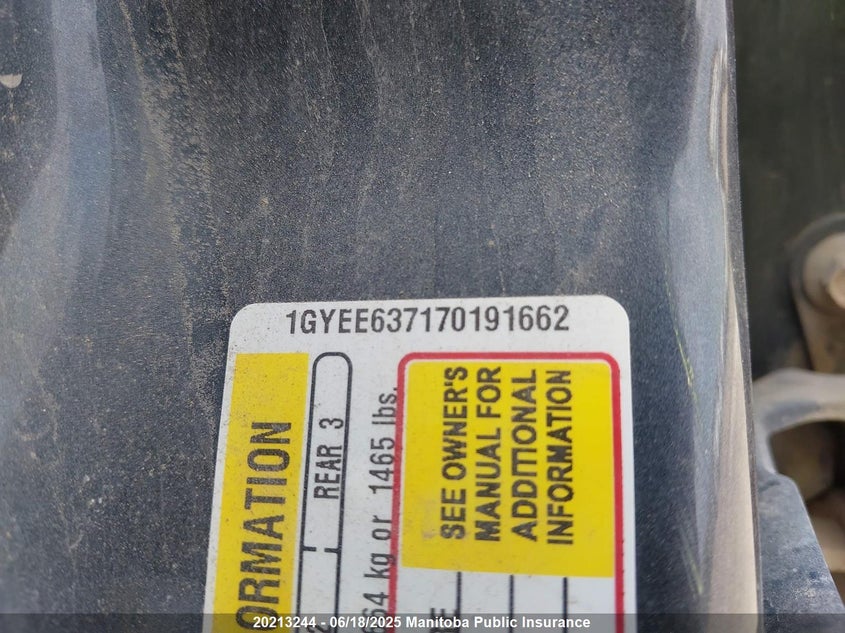 1GYEE637170191662
ORMATION
REAR 3
64 kg or 1465 lbs.
SEE OWNER'S
MANUAL FOR
ADDITIONAL
INFORMATION
20213244 - 06/18/2025 Manitoba Public Insurance